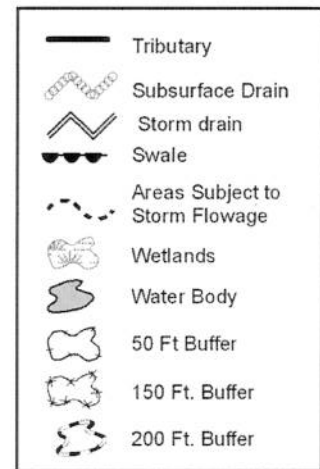 Tributary
Subsurface Drain
Storm drain
Swale
Areas Subject to
Storm Flowage
Wetlands
Water Body
50 Ft Buffer
150 Ft. Buffer
200 Ft. Buffer